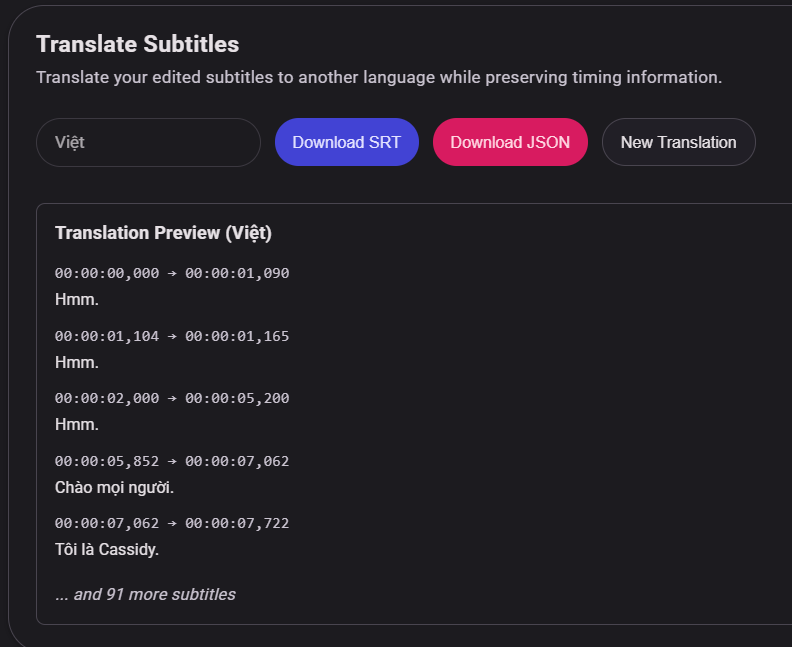 Translate Subtitles
Translate your edited subtitles to another language while preserving timing information.
Việt
Download SRT
Download JSON
New Translation
Translation Preview (Việt)
00:00:00,000 → 00:00:01,090
Hmm.
00:00:01,104 → 00:00:01,165
Hmm.
00:00:02,000 → 00:00:05,200
Hmm.
00:00:05,852 → 00:00:07,062
Chào mọi người.
00:00:07,062 → 00:00:07,722
Tôi là Cassidy.
... and 91 more subtitles